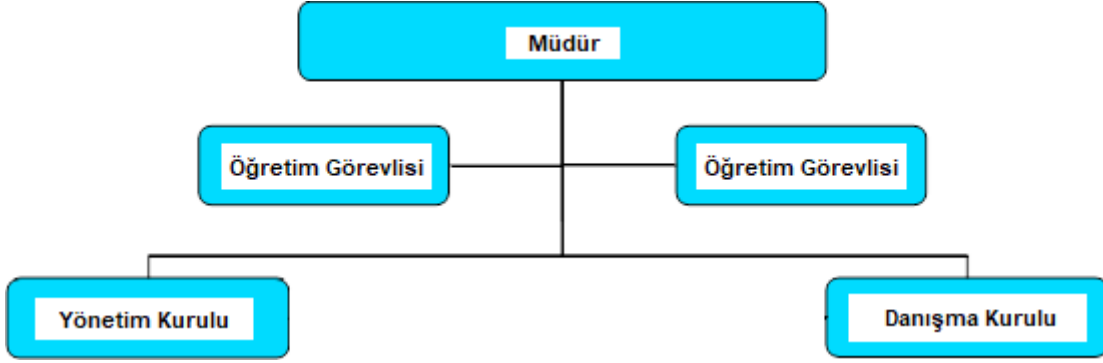 Müdür
Öğretim Görevlisi
Öğretim Görevlisi
Yönetim Kurulu
Danışma Kurulu